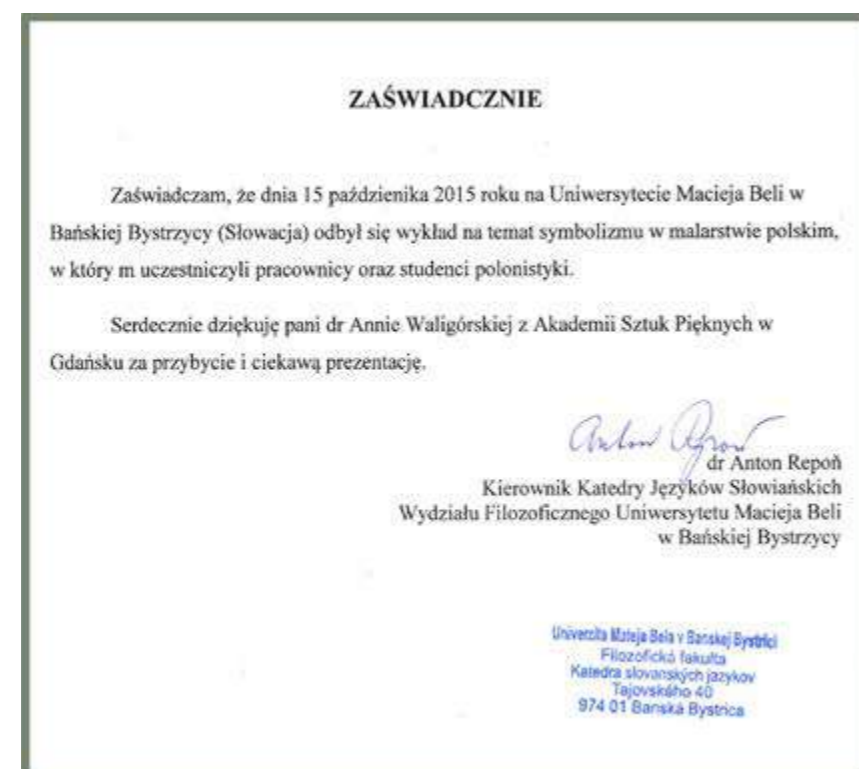 ZAŚWIADCZNIE
Zaświadczam, że dnia 15 paździenika 2015 roku na Uniwersytecie Macieja Beli w
Bańskiej Bystrzycy (Słowacja) odbył się wykład na temat symbolizmu w malarstwie polskim,
w który m uczestniczyli pracownicy oraz studenci polonistyki.
Serdecznie dziękuję pani dr Annie Waligórskiej z Akademii Sztuk Pięknych w
Gdańsku za przybycie i ciekawą prezentację.
dr Anton Repoň
Kierownik Katedry Języków Słowiańskich
Wydziału Filozoficznego Uniwersytetu Macieja Beli
w Bańskiej Bystrzycy
Univerzita Mateja Bela v Banskej Bystrici
Filozofická fakulta
Katedra slovanských jazykov
Tajovského 40
974 01 Banská Bystrica